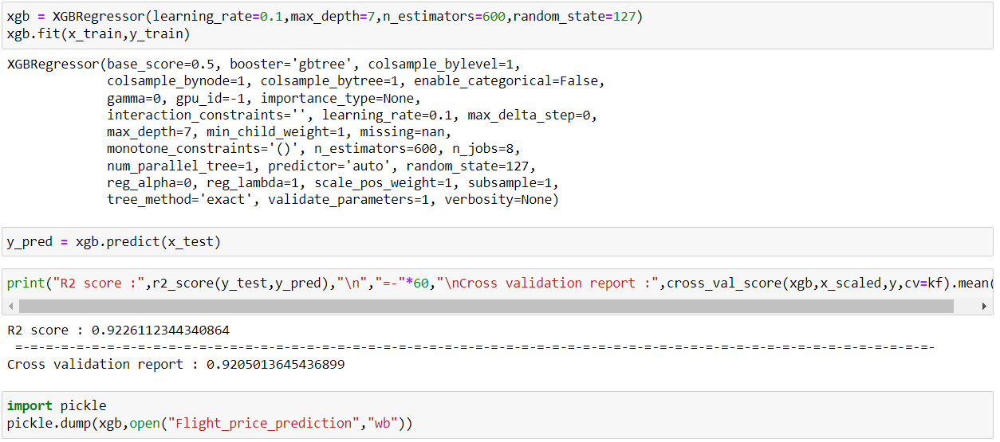 xgb = XGBRegressor(learning_rate=0.1,max_depth=7,n_estimators=600,random_state=127)
xgb.fit(x_train,y_train)
XGBRegressor(base_score=0.5, booster='gbtree', colsample_bylevel=1,
             colsample_bynode=1, colsample_bytree=1, enable_categorical=False,
             gamma=0, gpu_id=-1, importance_type=None,
             interaction_constraints='', learning_rate=0.1, max_delta_step=0,
             max_depth=7, min_child_weight=1, missing=nan,
             monotone_constraints='()', n_estimators=600, n_jobs=8,
             num_parallel_tree=1, predictor='auto', random_state=127,
             reg_alpha=0, reg_lambda=1, scale_pos_weight=1, subsample=1,
             tree_method='exact', validate_parameters=1, verbosity=None)
y_pred = xgb.predict(x_test)
print("R2 score :",r2_score(y_test,y_pred),"\n","=-"*60,"\nCross validation report :",cross_val_score(xgb,x_scaled,y,cv=kf).mean(
R2 score : 0.9226112344340864
 =-=-=-=-=-=-=-=-=-=-=-=-=-=-=-=-=-=-=-=-=-=-=-=-=-=-=-=-=-=-=-=-=-=-=-=-=-=-=-=-=-=-=-=-=-=-=-=-=-=-=-=-=-=-=-=-=-=-=-=-
Cross validation report : 0.9205013645436899
import pickle
pickle.dump(xgb,open("Flight_price_prediction","wb"))